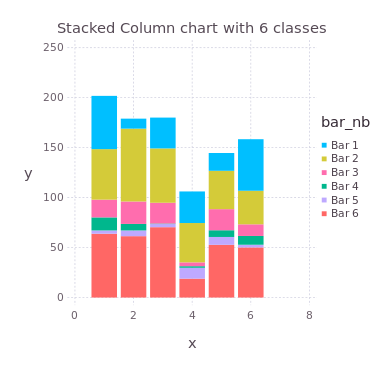 Stacked Column chart with 6 classes
250
200
150
100
50
0
y
0 2 4 6 8
x
bar_nb
Bar 1
Bar 2
Bar 3
Bar 4
Bar 5
Bar 6